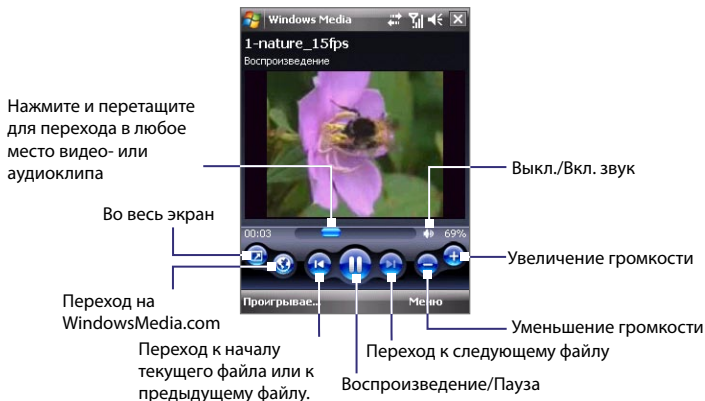 Windows Media
1-nature_15fps
Воспроизведение
Нажмите и перетащите
для перехода в любое
место видео- или
аудиоклипа
Выкл./Вкл. звук
Во весь экран
00:03
69%
Увеличение громкости
Переход на
WindowsMedia.com
Проигрывае...
Меню
Уменьшение громкости
Переход к началу
текущего файла или к
предыдущему файлу.
Переход к следующему файлу
Воспроизведение/Пауза